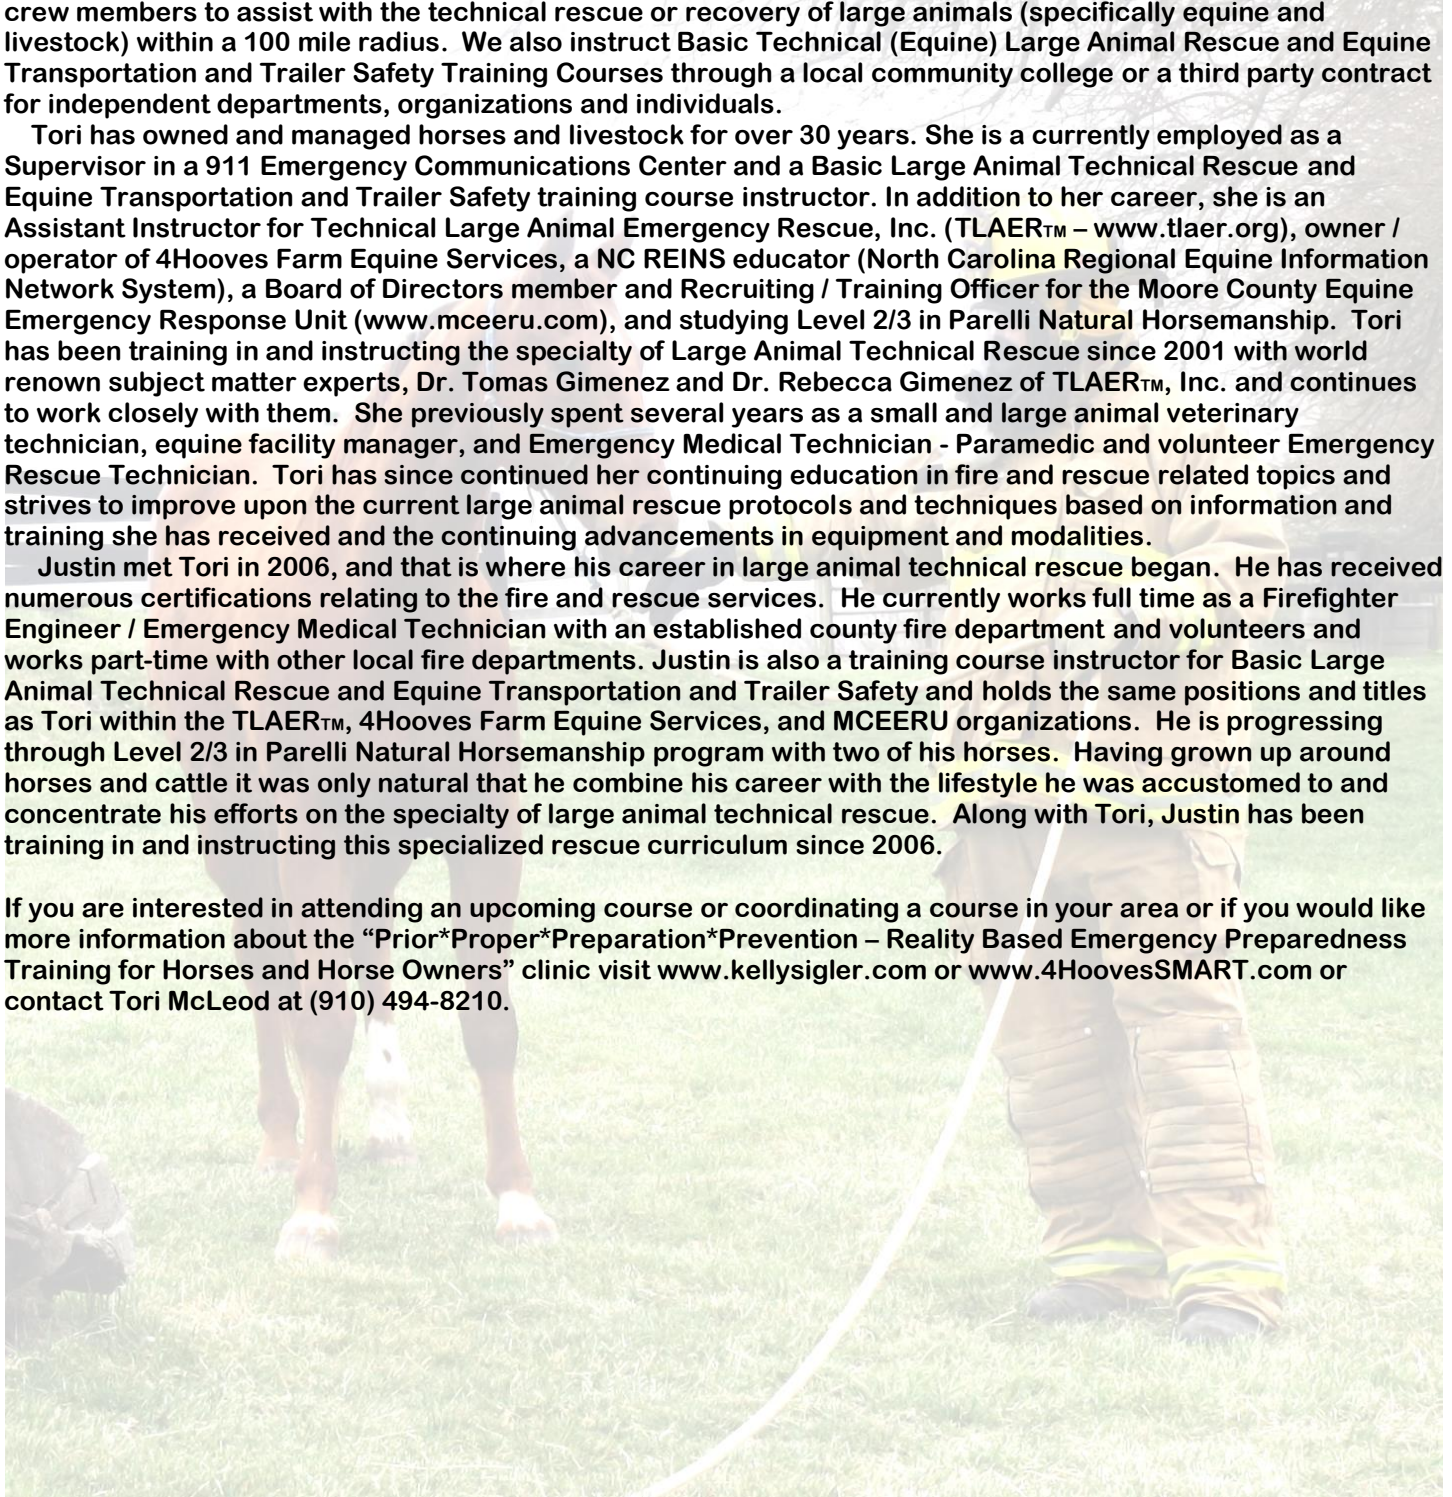 crew members to assist with the technical rescue or recovery of large animals (specifically equine and
livestock) within a 100 mile radius.  We also instruct Basic Technical (Equine) Large Animal Rescue and Equine
Transportation and Trailer Safety Training Courses through a local community college or a third party contract
for independent departments, organizations and individuals.
Tori has owned and managed horses and livestock for over 30 years. She is a currently employed as a
Supervisor in a 911 Emergency Communications Center and a Basic Large Animal Technical Rescue and
Equine Transportation and Trailer Safety training course instructor. In addition to her career, she is an
Assistant Instructor for Technical Large Animal Emergency Rescue, Inc. (TLAER™ – www.tlaer.org), owner /
operator of 4Hooves Farm Equine Services, a NC REINS educator (North Carolina Regional Equine Information
Network System), a Board of Directors member and Recruiting / Training Officer for the Moore County Equine
Emergency Response Unit (www.mceeru.com), and studying Level 2/3 in Parelli Natural Horsemanship.  Tori
has been training in and instructing the specialty of Large Animal Technical Rescue since 2001 with world
renown subject matter experts, Dr. Tomas Gimenez and Dr. Rebecca Gimenez of TLAER™, Inc. and continues
to work closely with them.  She previously spent several years as a small and large animal veterinary
technician, equine facility manager, and Emergency Medical Technician - Paramedic and volunteer Emergency
Rescue Technician.  Tori has since continued her continuing education in fire and rescue related topics and
strives to improve upon the current large animal rescue protocols and techniques based on information and
training she has received and the continuing advancements in equipment and modalities.
Justin met Tori in 2006, and that is where his career in large animal technical rescue began.  He has received
numerous certifications relating to the fire and rescue services.  He currently works full time as a Firefighter
Engineer / Emergency Medical Technician with an established county fire department and volunteers and
works part-time with other local fire departments. Justin is also a training course instructor for Basic Large
Animal Technical Rescue and Equine Transportation and Trailer Safety and holds the same positions and titles
as Tori within the TLAER™, 4Hooves Farm Equine Services, and MCEERU organizations.  He is progressing
through Level 2/3 in Parelli Natural Horsemanship program with two of his horses.  Having grown up around
horses and cattle it was only natural that he combine his career with the lifestyle he was accustomed to and
concentrate his efforts on the specialty of large animal technical rescue.  Along with Tori, Justin has been
training in and instructing this specialized rescue curriculum since 2006.
If you are interested in attending an upcoming course or coordinating a course in your area or if you would like
more information about the “Prior*Proper*Preparation*Prevention – Reality Based Emergency Preparedness
Training for Horses and Horse Owners” clinic visit www.kellysigler.com or www.4HoovesSMART.com or
contact Tori McLeod at (910) 494-8210.